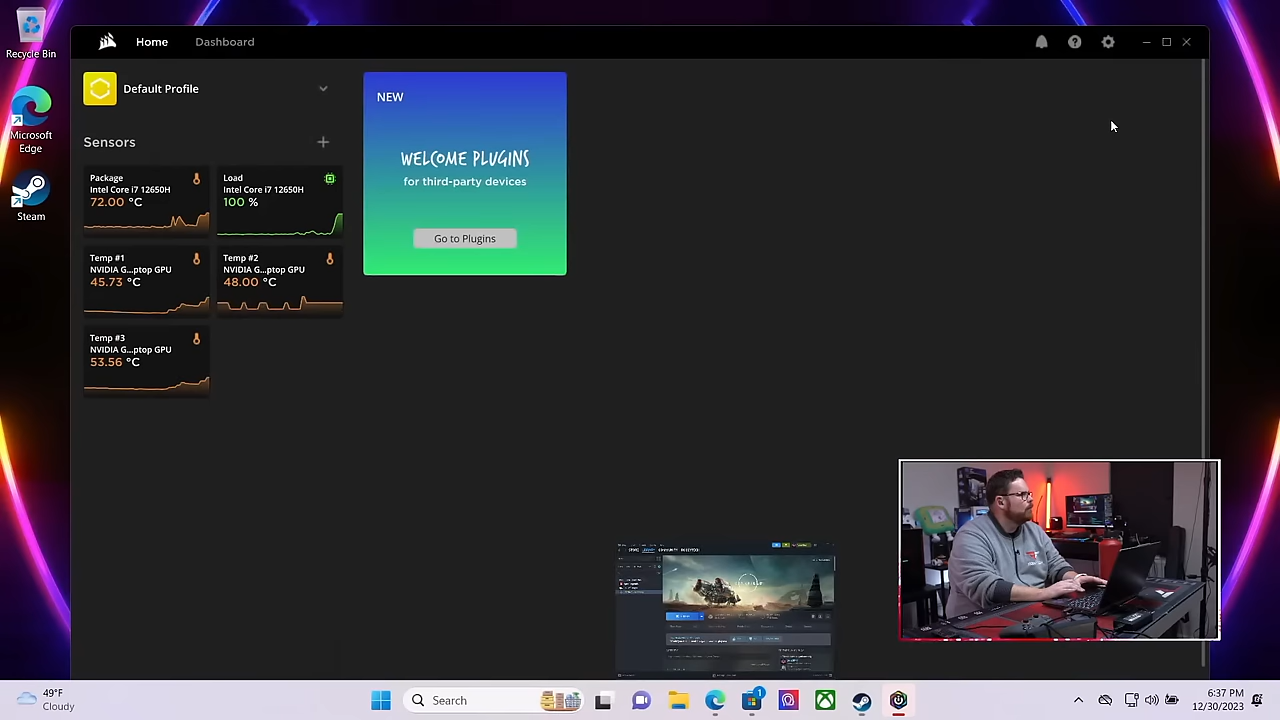 Recycle Bin
Microsoft
Edge
Steam
Home
Dashboard
Default Profile
Sensors
Package
Intel Core i7 12650H
72.00 °C
Load
Intel Core i7 12650H
100 %
Temp #1
NVIDIA G...ptop GPU
45.73 °C
Temp #2
NVIDIA G...ptop GPU
48.00 °C
Temp #3
NVIDIA G...ptop GPU
53.56 °C
NEW
WELCOME PLUGINS
for third-party devices
Go to Plugins
49°F
Cloudy
Search
1
6:37 PM
12/30/2023